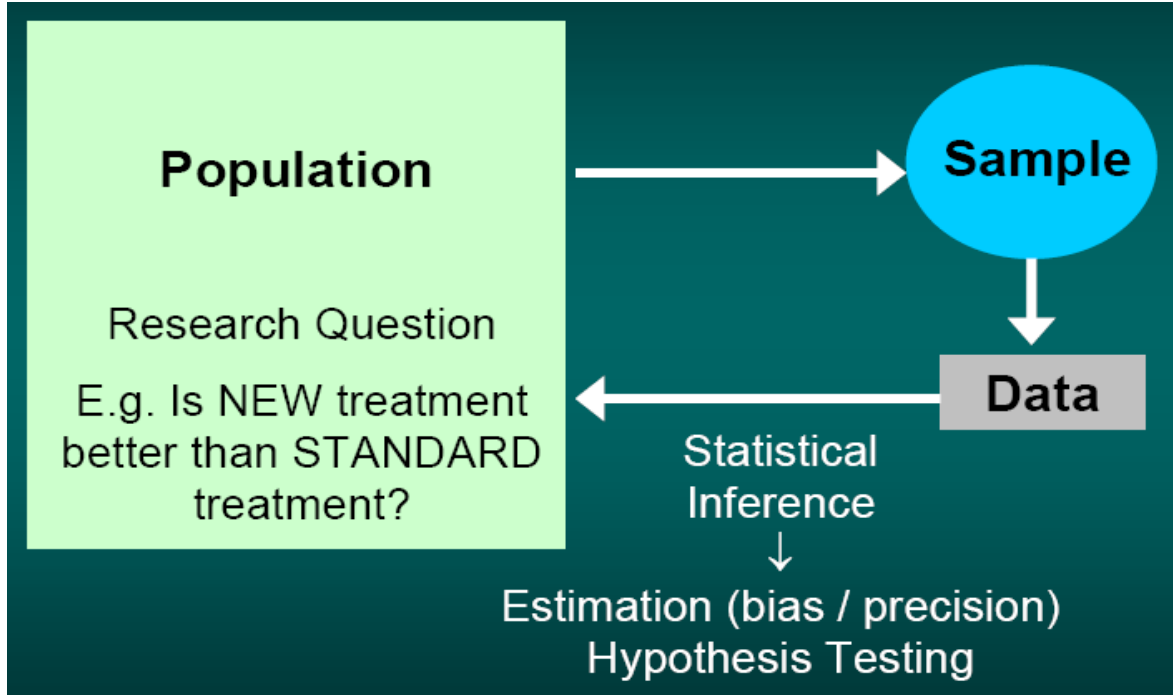 Population
Sample
Research Question
E.g. Is NEW treatment
better than STANDARD
treatment?
Data
Statistical
Inference
↓
Estimation (bias / precision)
Hypothesis Testing